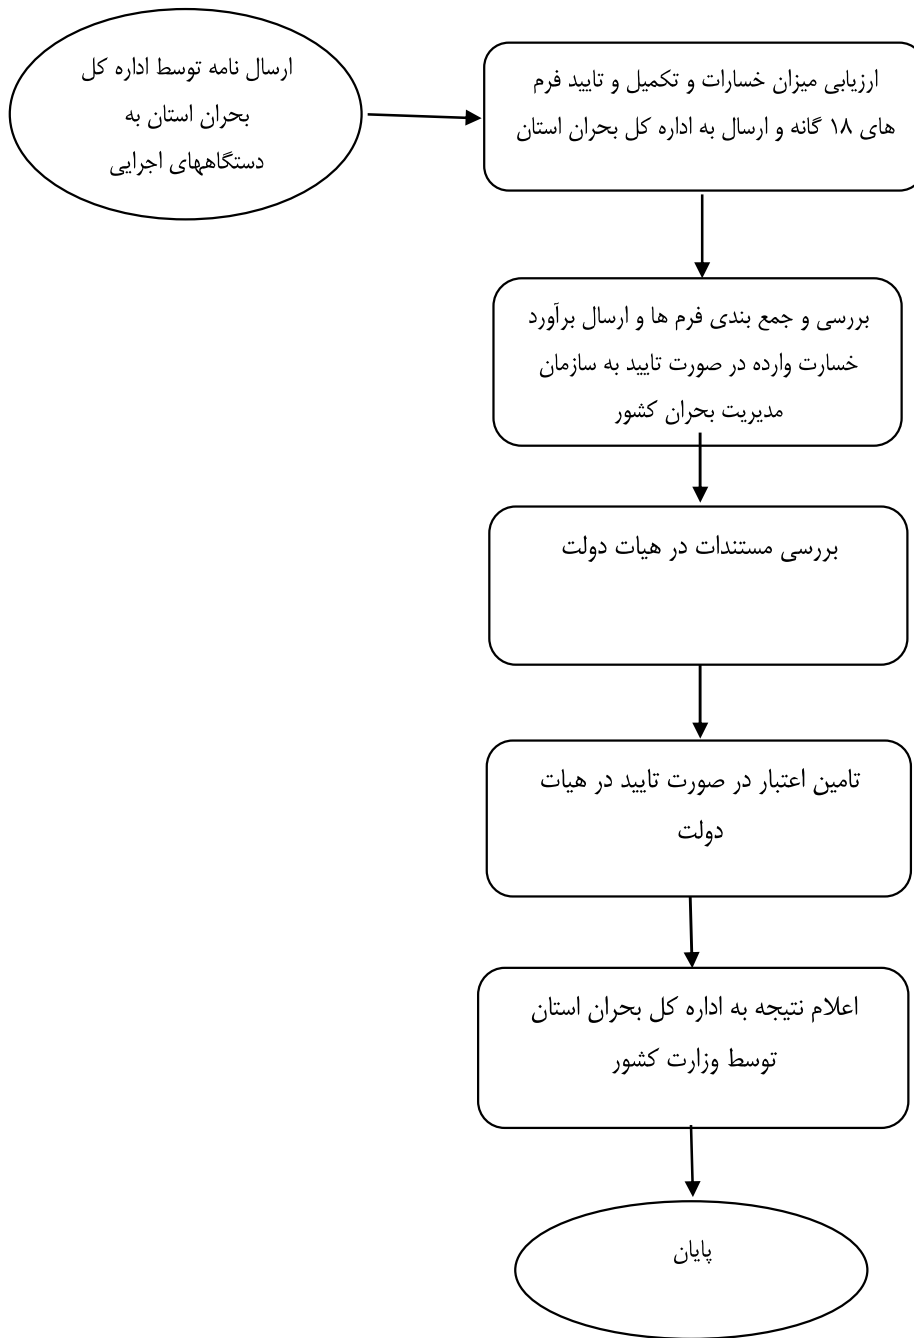 ارسال نامه توسط اداره کل
بحران استان به
دستگاههای اجرایی
ارزیابی میزان خسارات و تکمیل و تایید فرم
های ۱۸ گانه و ارسال به اداره کل بحران استان
بررسی و جمع بندی فرم ها و ارسال برآورد
خسارت وارده در صورت تایید به سازمان
مدیریت بحران کشور
بررسی مستندات در هیات دولت
تامین اعتبار در صورت تایید در هیات
دولت
اعلام نتیجه به اداره کل بحران استان
توسط وزارت کشور
پایان